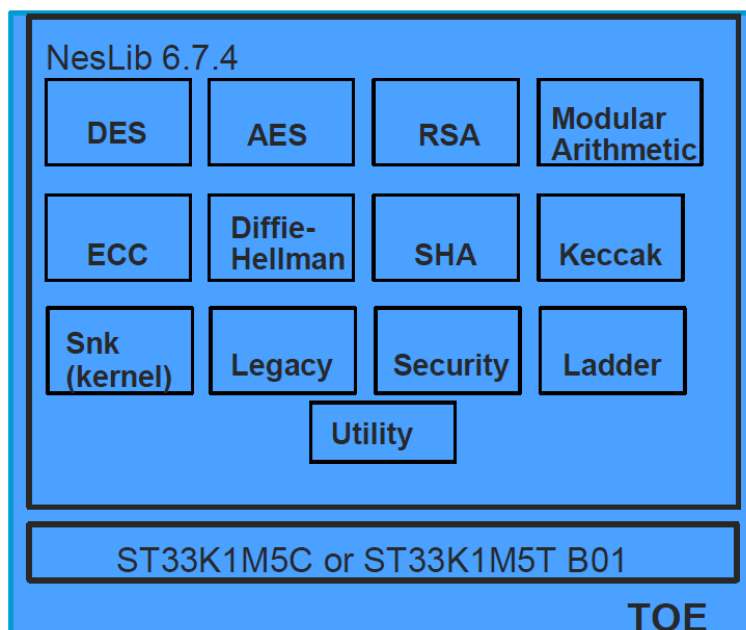 NesLib 6.7.4
DES
AES
RSA
Modular
Arithmetic
ECC
Diffie-
Hellman
SHA
Keccak
Snk
(kernel)
Legacy
Security
Ladder
Utility
ST33K1M5C or ST33K1M5T B01
TOE